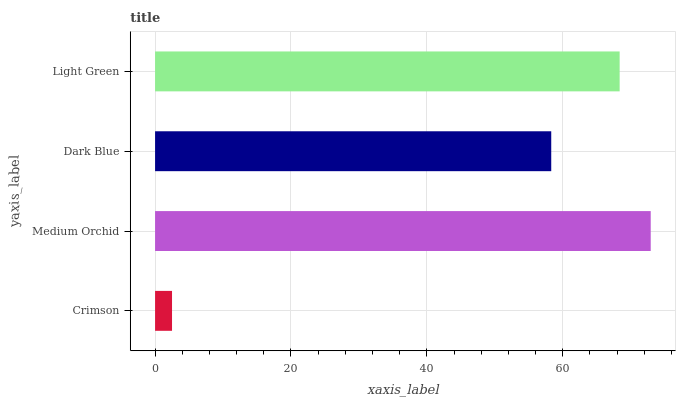 title
Light Green
Dark Blue
Medium Orchid
Crimson
yaxis_label
0 20 40 60
xaxis_label